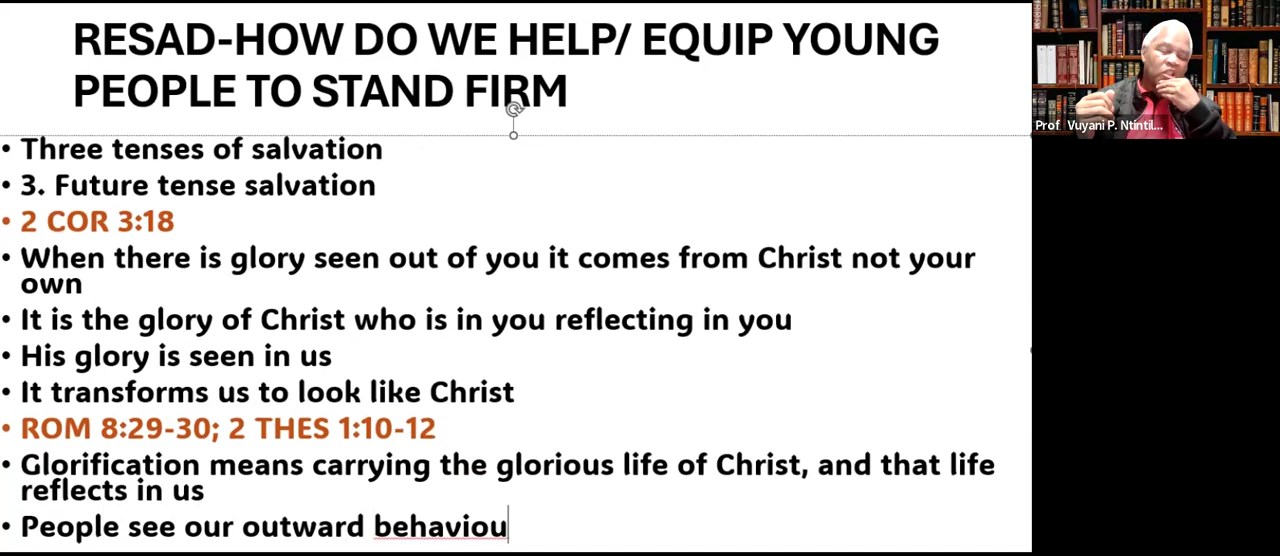 RESAD-HOW DO WE HELP/ EQUIP YOUNG
PEOPLE TO STAND FIRM
• Three tenses of salvation
• 3. Future tense salvation
• 2 COR 3:18
• When there is glory seen out of you it comes from Christ not your
own
• It is the glory of Christ who is in you reflecting in you
• His glory is seen in us
• It transforms us to look like Christ
• ROM 8:29-30; 2 THES 1:10-12
• Glorification means carrying the glorious life of Christ, and that life
reflects in us
• People see our outward behaviou
Prof Vuyani P. Ntintil...